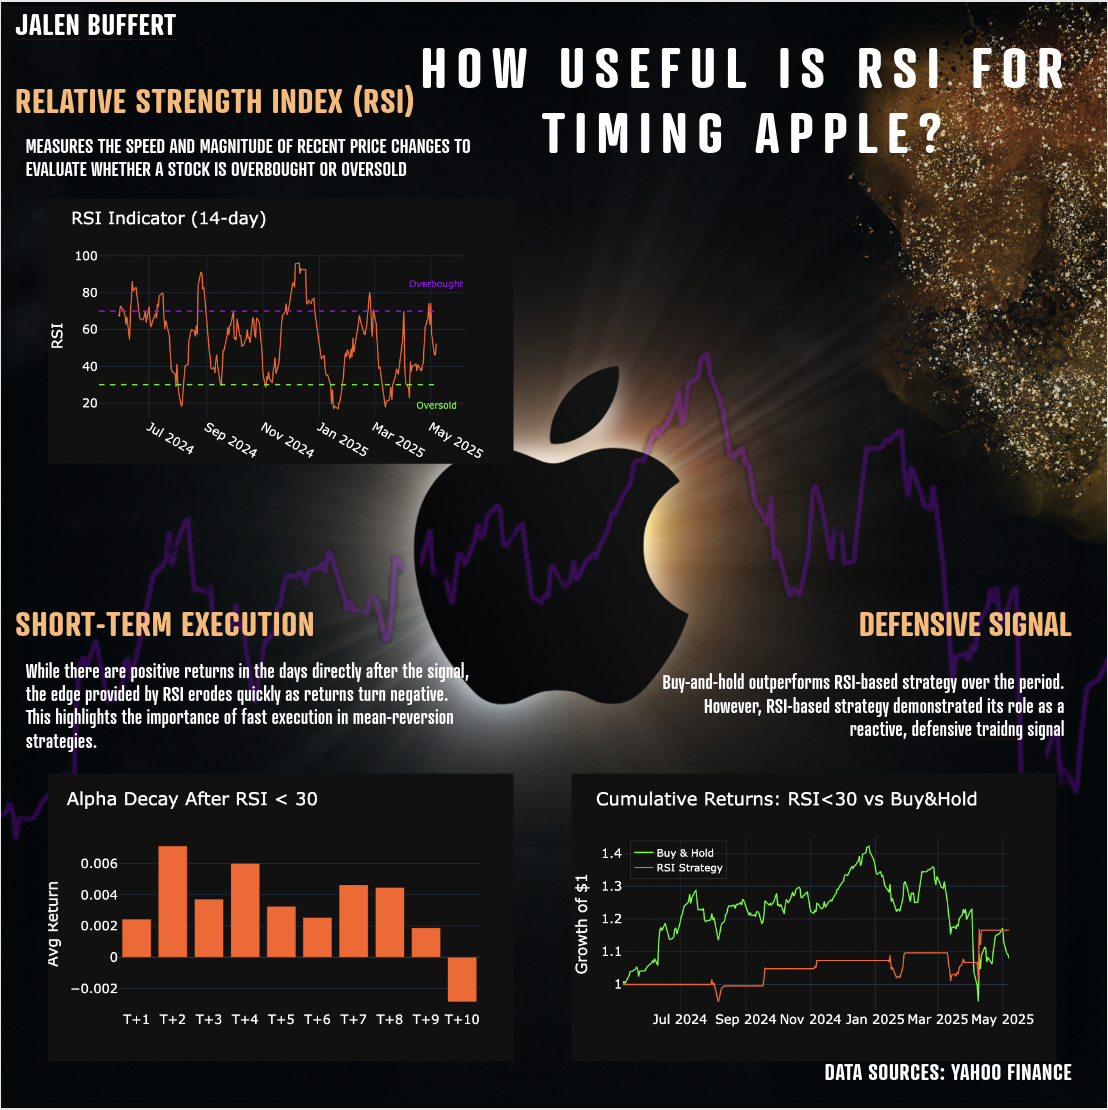 JALEN BUFFERT
HOW USEFUL IS RSI FOR
TIMING APPLE?
RELATIVE STRENGTH INDEX (RSI)
MEASURES THE SPEED AND MAGNITUDE OF RECENT PRICE CHANGES TO
EVALUATE WHETHER A STOCK IS OVERBOUGHT OR OVERSOLD
RSI Indicator (14-day)
100
80
60
40
20
RSI
Overbought
Oversold
Jul 2024
Sep 2024
Nov 2024
Jan 2025
Mar 2025
May 2025
SHORT-TERM EXECUTION
While there are positive returns in the days directly after the signal,
the edge provided by RSI erodes quickly as returns turn negative.
This highlights the importance of fast execution in mean-reversion
strategies.
Alpha Decay After RSI < 30
0.006
0.004
0.002
0
−0.002
Avg Return
T+1 T+2 T+3 T+4 T+5 T+6 T+7 T+8 T+9 T+10
DEFENSIVE SIGNAL
Buy-and-hold outperforms RSI-based strategy over the period.
However, RSI-based strategy demonstrated its role as a
reactive, defensive traidng signal
Cumulative Returns: RSI<30 vs Buy&Hold
Buy & Hold
RSI Strategy
1.4
1.3
1.2
1.1
1
Growth of $1
Jul 2024 Sep 2024 Nov 2024 Jan 2025 Mar 2025 May 2025
DATA SOURCES: YAHOO FINANCE